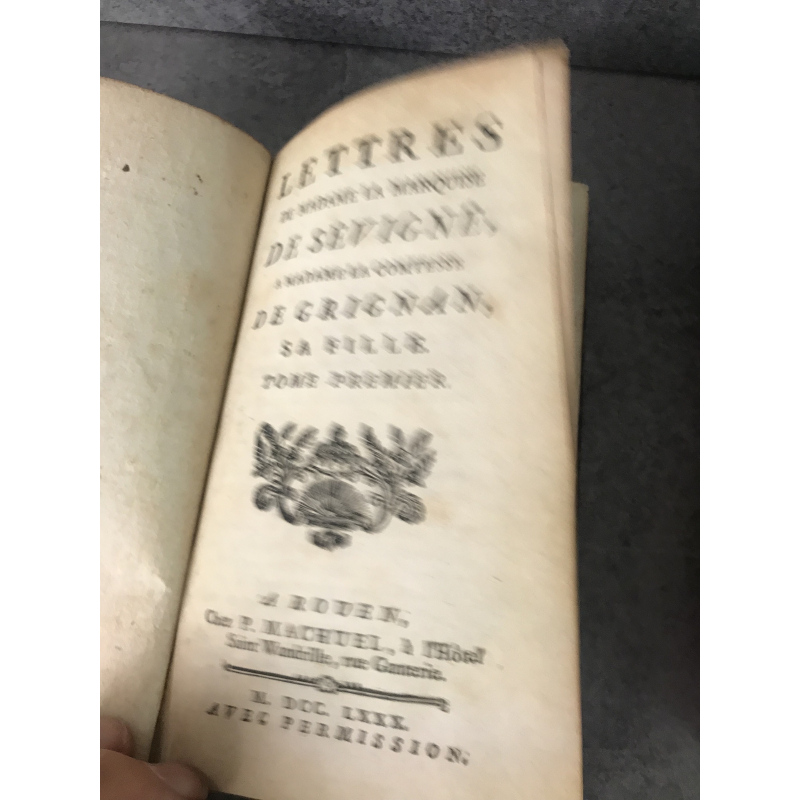 LETTRES
DE MADAME LA MARQUISE
DE SÉVIGNÉ,
A MADAME LA COMTESSE
DE GRIGNAN,
SA FILLE.
TOME PREMIER.
A ROUEN,
Chez P. MACHUEL, à l'Hôtel
Saint Wandrille, rue Ganterie.
M. DCC. LXXX.
AVEC PERMISSION.